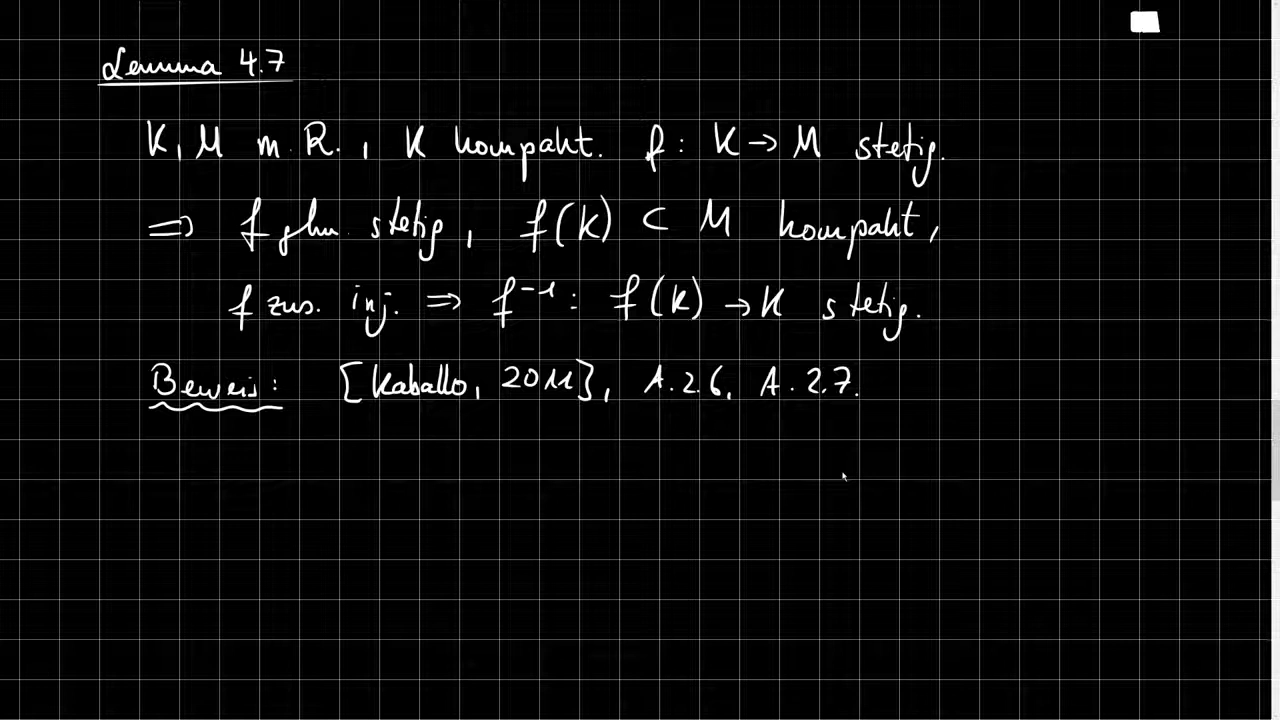 Lemma 4.7
K, M m. R., K kompakt. f: K → M stetig.
⇒ f glm stetig, f(K) ⊂ M kompakt,
f zus. inj. ⇒ f⁻¹: f(K) → K stetig.
Beweis: [Kaballo, 2011], A.2.6, A.2.7.